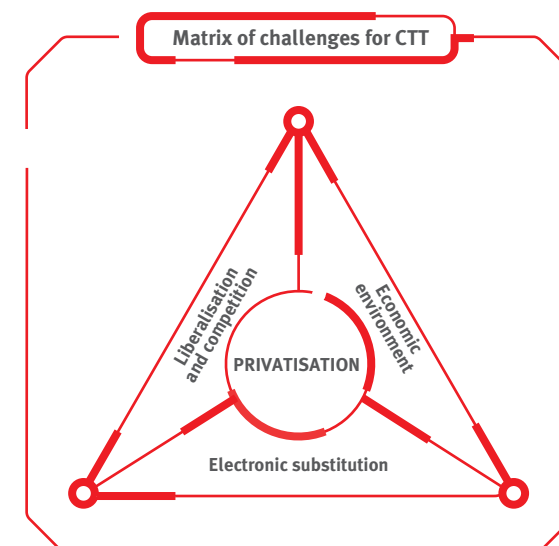 Matrix of challenges for CTT
Liberalisation
and competition
Economic
environment
PRIVATISATION
Electronic substitution